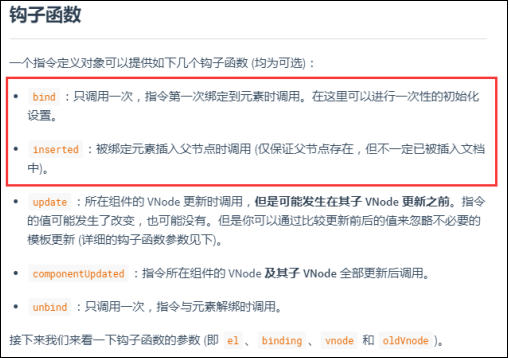 钩子函数
一个指令定义对象可以提供如下几个钩子函数 (均为可选)：
• bind ：只调用一次，指令第一次绑定到元素时调用。在这里可以进行一次性的初始化
设置。
• inserted ：被绑定元素插入父节点时调用 (仅保证父节点存在，但不一定已被插入文档
中)。
• update ：所在组件的 VNode 更新时调用，但是可能发生在其子 VNode 更新之前。指令
的值可能发生了改变，也可能没有。但是你可以通过比较更新前后的值来忽略不必要的
模板更新 (详细的钩子函数参数见下)。
• componentUpdated ：指令所在组件的 VNode 及其子 VNode 全部更新后调用。
• unbind ：只调用一次，指令与元素解绑时调用。
接下来我们来看一下钩子函数的参数 (即 el 、 binding 、 vnode 和 oldVnode )。